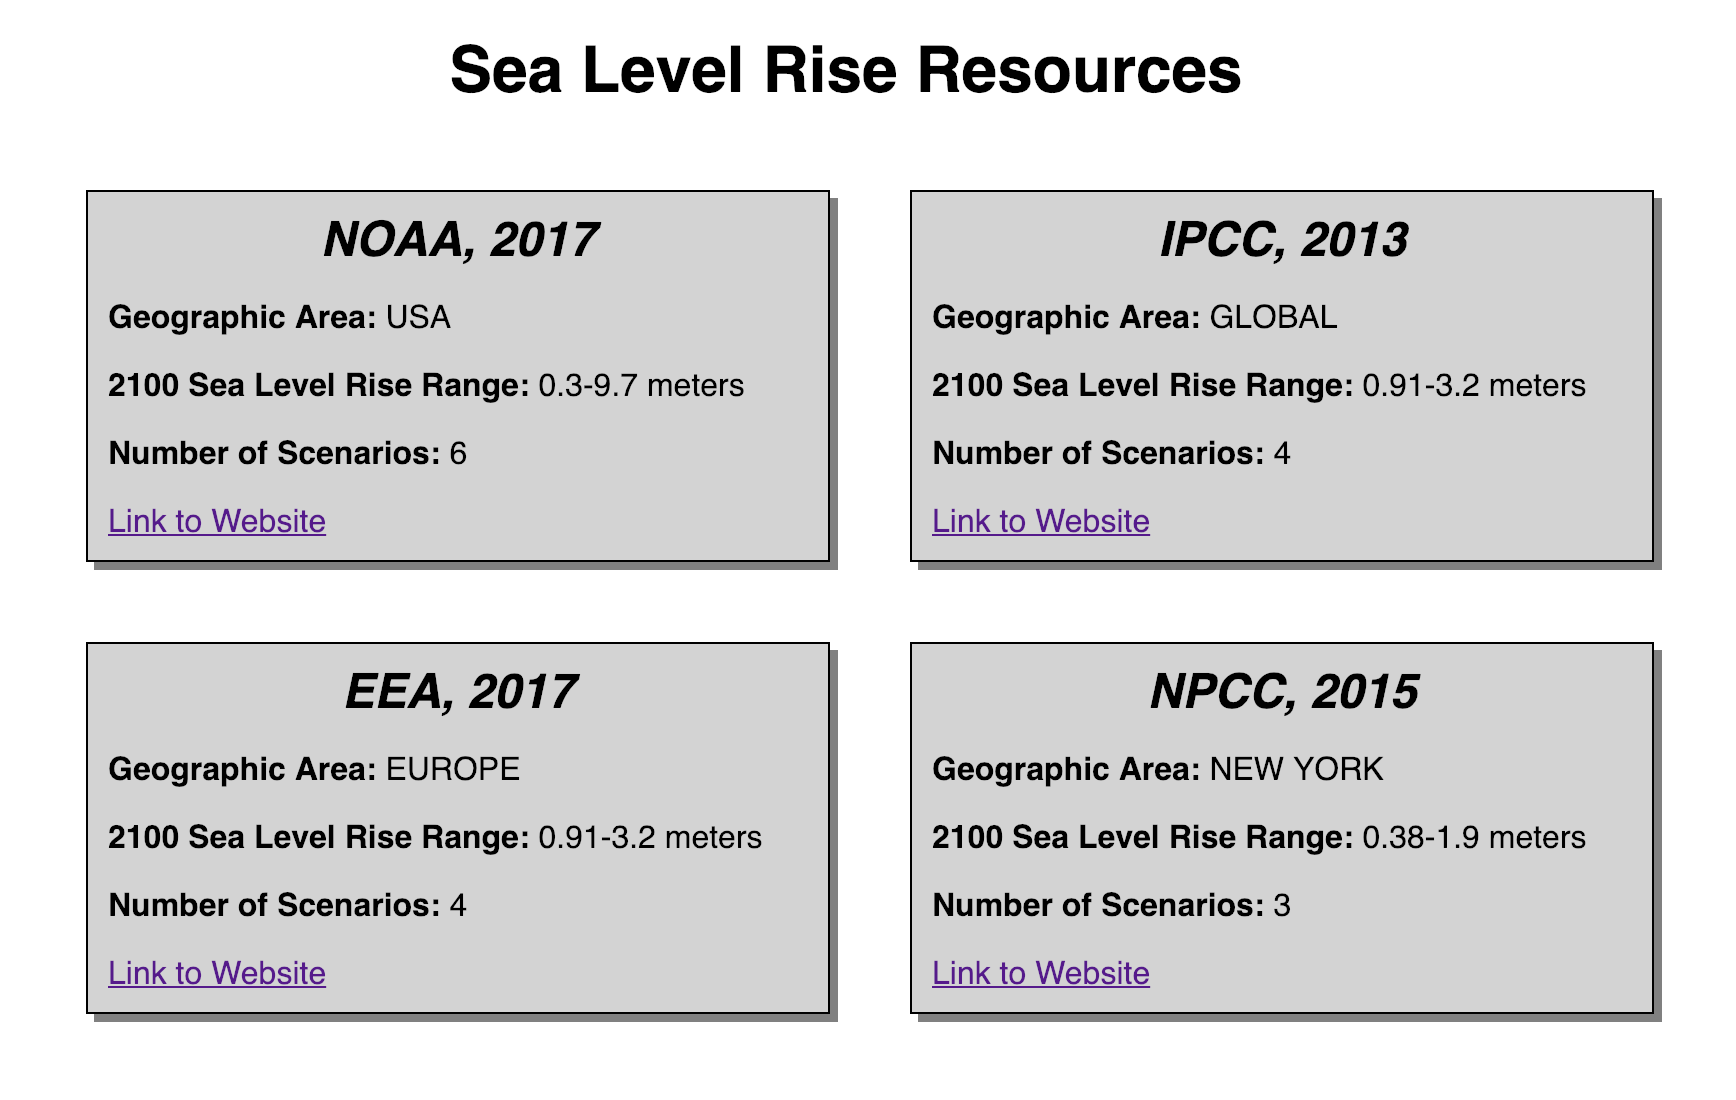 Sea Level Rise Resources
NOAA, 2017
Geographic Area: USA
2100 Sea Level Rise Range: 0.3-9.7 meters
Number of Scenarios: 6
Link to Website
IPCC, 2013
Geographic Area: GLOBAL
2100 Sea Level Rise Range: 0.91-3.2 meters
Number of Scenarios: 4
Link to Website
EEA, 2017
Geographic Area: EUROPE
2100 Sea Level Rise Range: 0.91-3.2 meters
Number of Scenarios: 4
Link to Website
NPCC, 2015
Geographic Area: NEW YORK
2100 Sea Level Rise Range: 0.38-1.9 meters
Number of Scenarios: 3
Link to Website